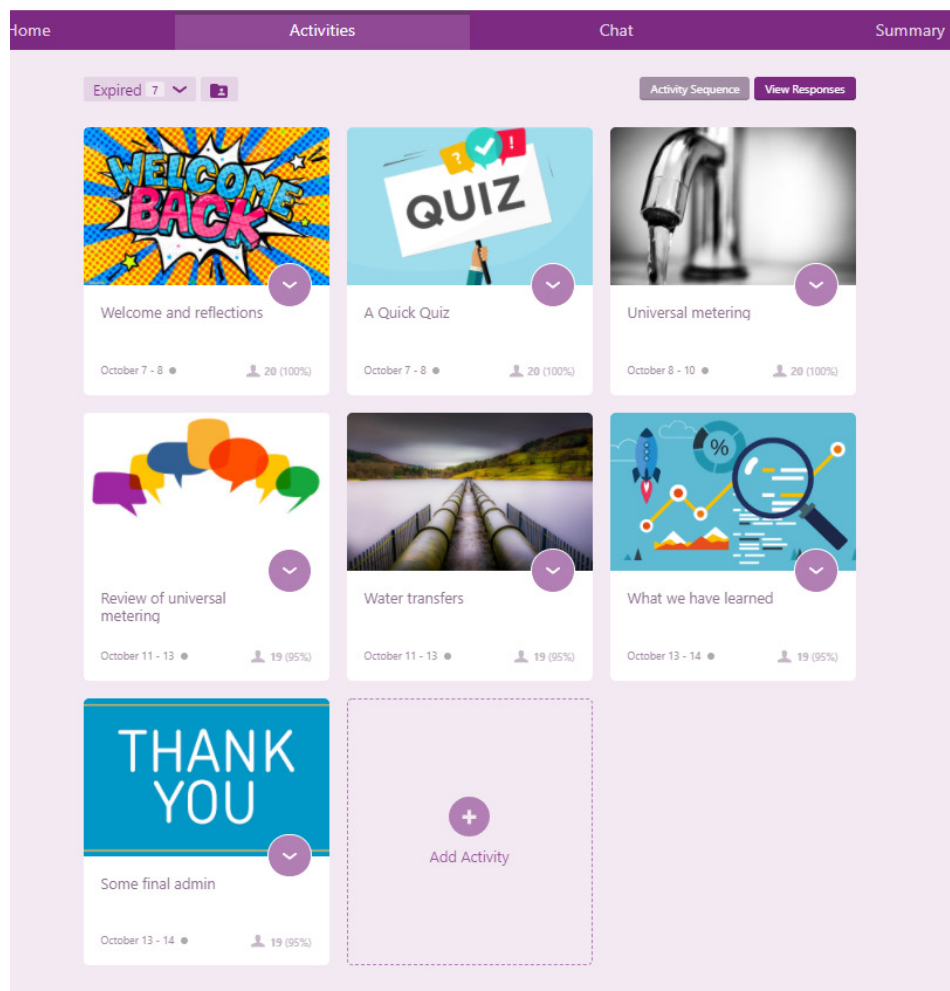 Home Activities Chat Summary
Expired 7 Activity Sequence View Responses
WELCOME
BACK
? !
QUIZ
Welcome and reflections
October 7 - 8 20 (100%)
A Quick Quiz
October 7 - 8 20 (100%)
Universal metering
October 8 - 10 20 (100%)
Review of universal
metering
October 11 - 13 19 (95%)
Water transfers
October 11 - 13 19 (95%)
%
What we have learned
October 13 - 14 19 (95%)
THANK
YOU
Some final admin
October 13 - 14 19 (95%)
+
Add Activity